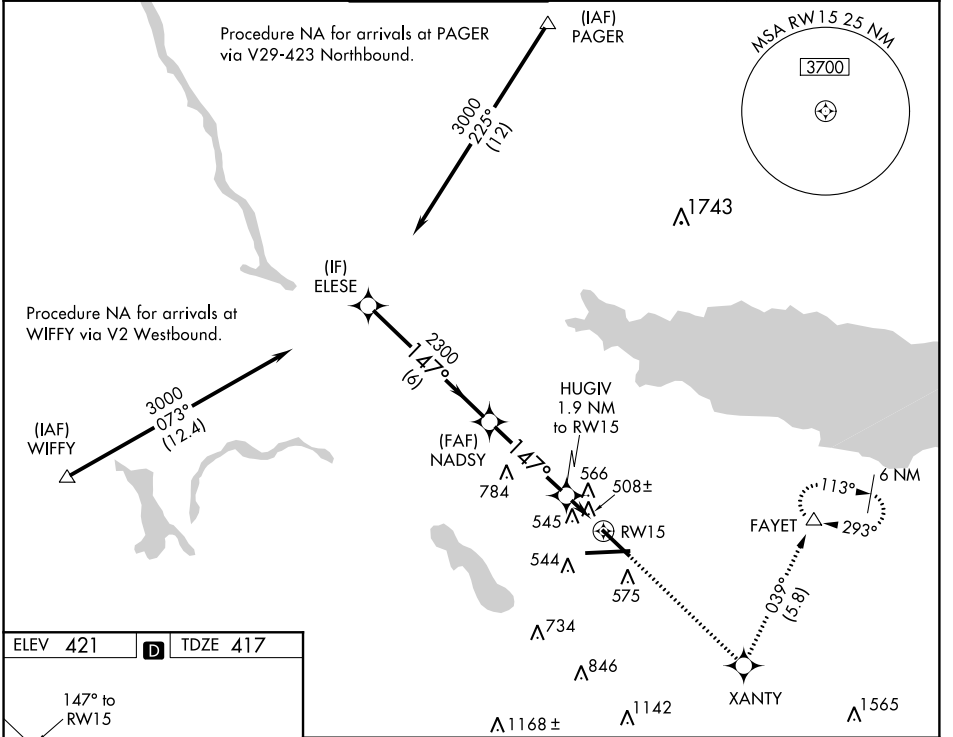 Procedure NA for arrivals at PAGER
via V29-423 Northbound.
(IAF)
PAGER
MSA RW15 25 NM
3700
3000
225°
(12)
1743
(IF)
ELESE
Procedure NA for arrivals at
WIFFY via V2 Westbound.
2300
147°
(6)
HUGIV
1.9 NM
to RW15
3000
073°
(12.4)
(IAF)
WIFFY
(FAF)
NADSY
147°
784
566
508±
545
RW15
6 NM
113°
FAYET
293°
544
575
039°
(5.8)
734
846
XANTY
1142
1168±
1565
ELEV 421
D
TDZE 417
147° to
RW15